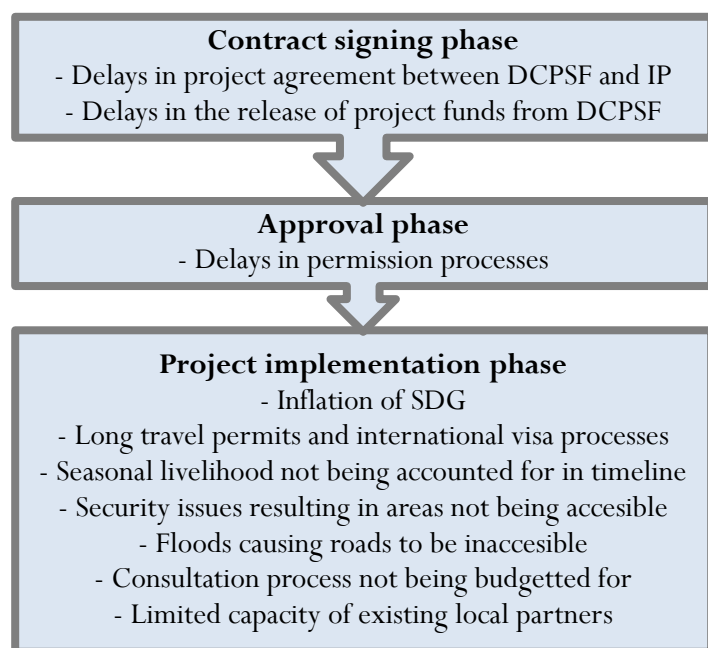 Contract signing phase
- Delays in project agreement between DCPSF and IP
- Delays in the release of project funds from DCPSF
Approval phase
- Delays in permission processes
Project implementation phase
- Inflation of SDG
- Long travel permits and international visa processes
- Seasonal livelihood not being accounted for in timeline
- Security issues resulting in areas not being accesible
- Floods causing roads to be inaccesible
- Consultation process not being budgetted for
- Limited capacity of existing local partners